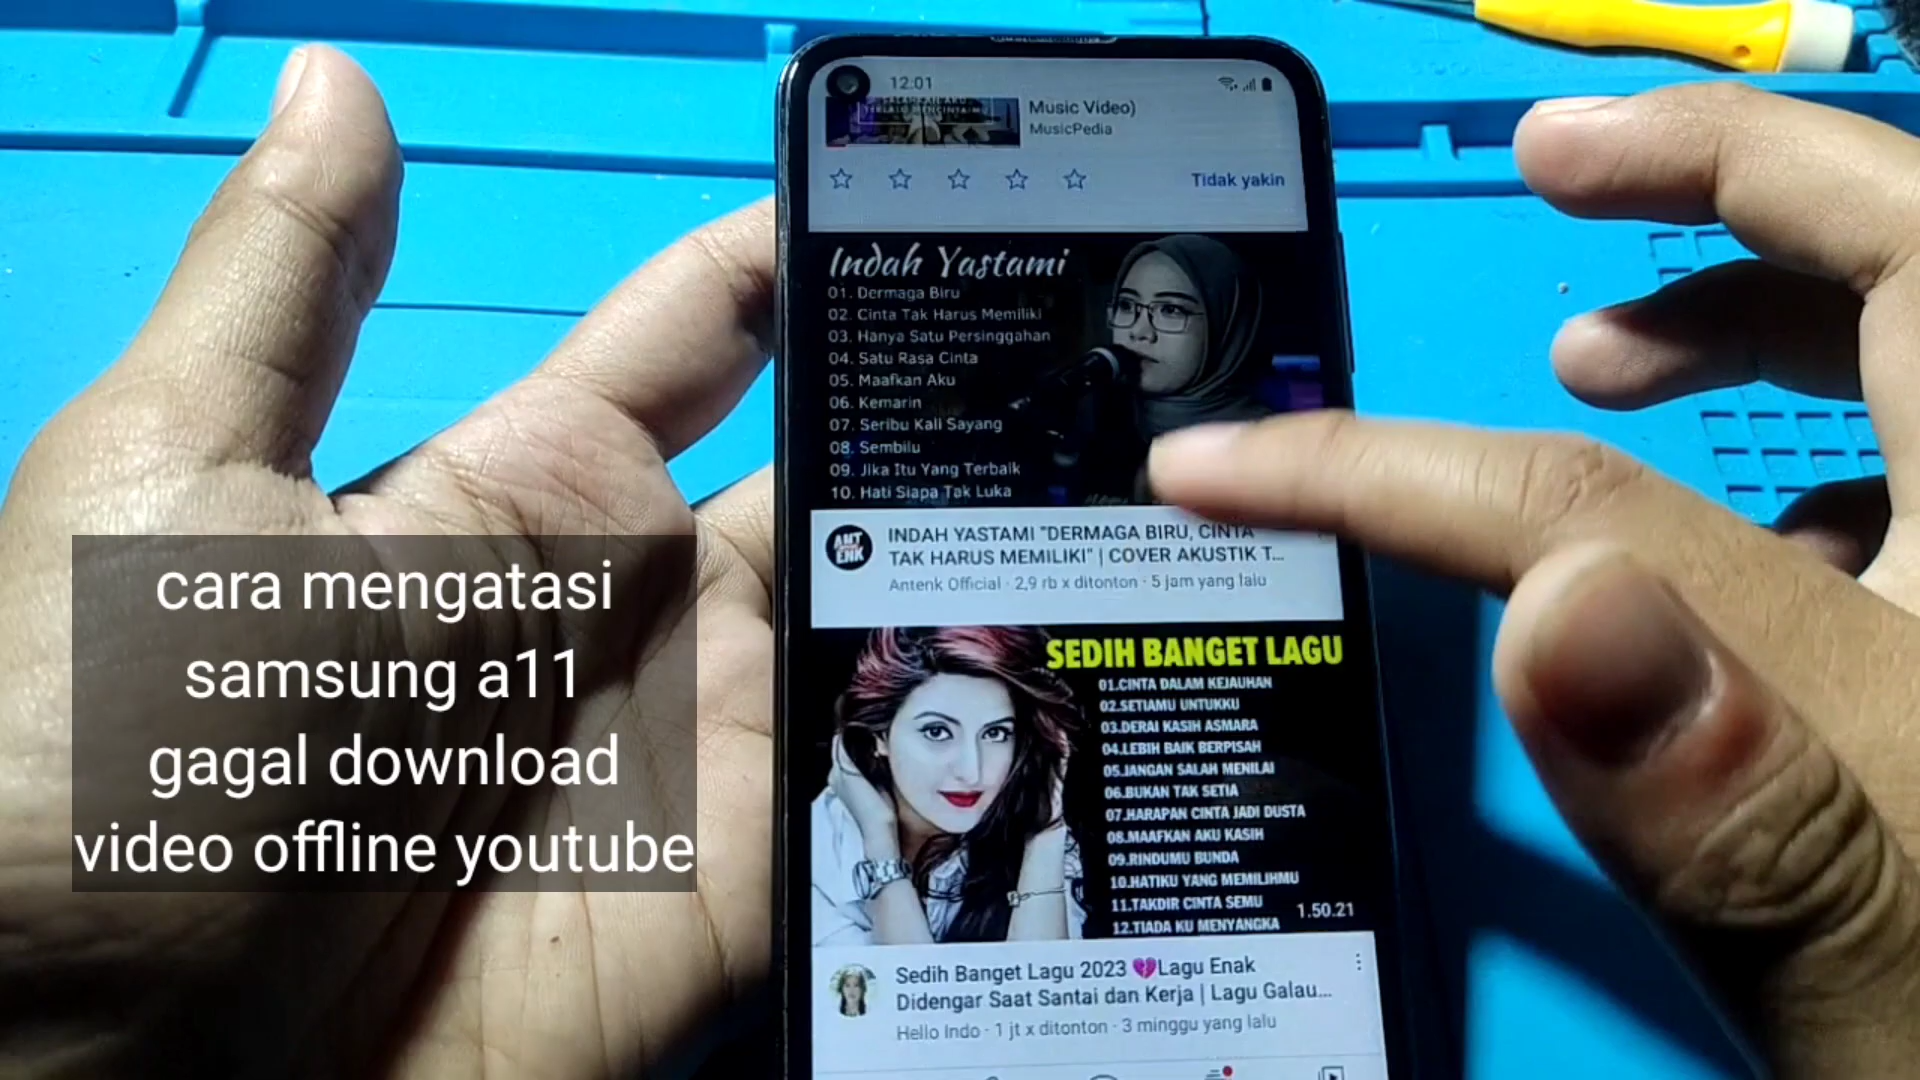 12:01
Music Video)
MusicPedia
Tidak yakin
Indah Yastami
01. Dermaga Biru
02. Cinta Tak Harus Memiliki
03. Hanya Satu Persinggahan
04. Satu Rasa Cinta
05. Maafkan Aku
06. Kemarin
07. Seribu Kali Sayang
08. Sembilu
09. Jika Itu Yang Terbaik
10. Hati Siapa Tak Luka
ANT
ENK
INDAH YASTAMI "DERMAGA BIRU, CINTA
TAK HARUS MEMILIKI" | COVER AKUSTIK T...
Antenk Official · 2,9 rb x ditonton · 5 jam yang lalu
cara mengatasi
samsung a11
gagal download
video offline youtube
SEDIH BANGET LAGU
01.CINTA DALAM KEJAUHAN
02.SETIAMU UNTUKKU
03.DERAI KASIH ASMARA
04.LEBIH BAIK BERPISAH
05.JANGAN SALAH MENILAI
06.BUKAN TAK SETIA
07.HARAPAN CINTA JADI DUSTA
08.MAAFKAN AKU KASIH
09.RINDUMU BUNDA
10.HATIKU YANG MEMILIHMU
11.TAKDIR CINTA SEMU
12.TIADA KU MENYANGKA
1.50.21
Sedih Banget Lagu 2023 💔Lagu Enak
Didengar Saat Santai dan Kerja | Lagu Galau...
Hello Indo · 1 jt x ditonton · 3 minggu yang lalu